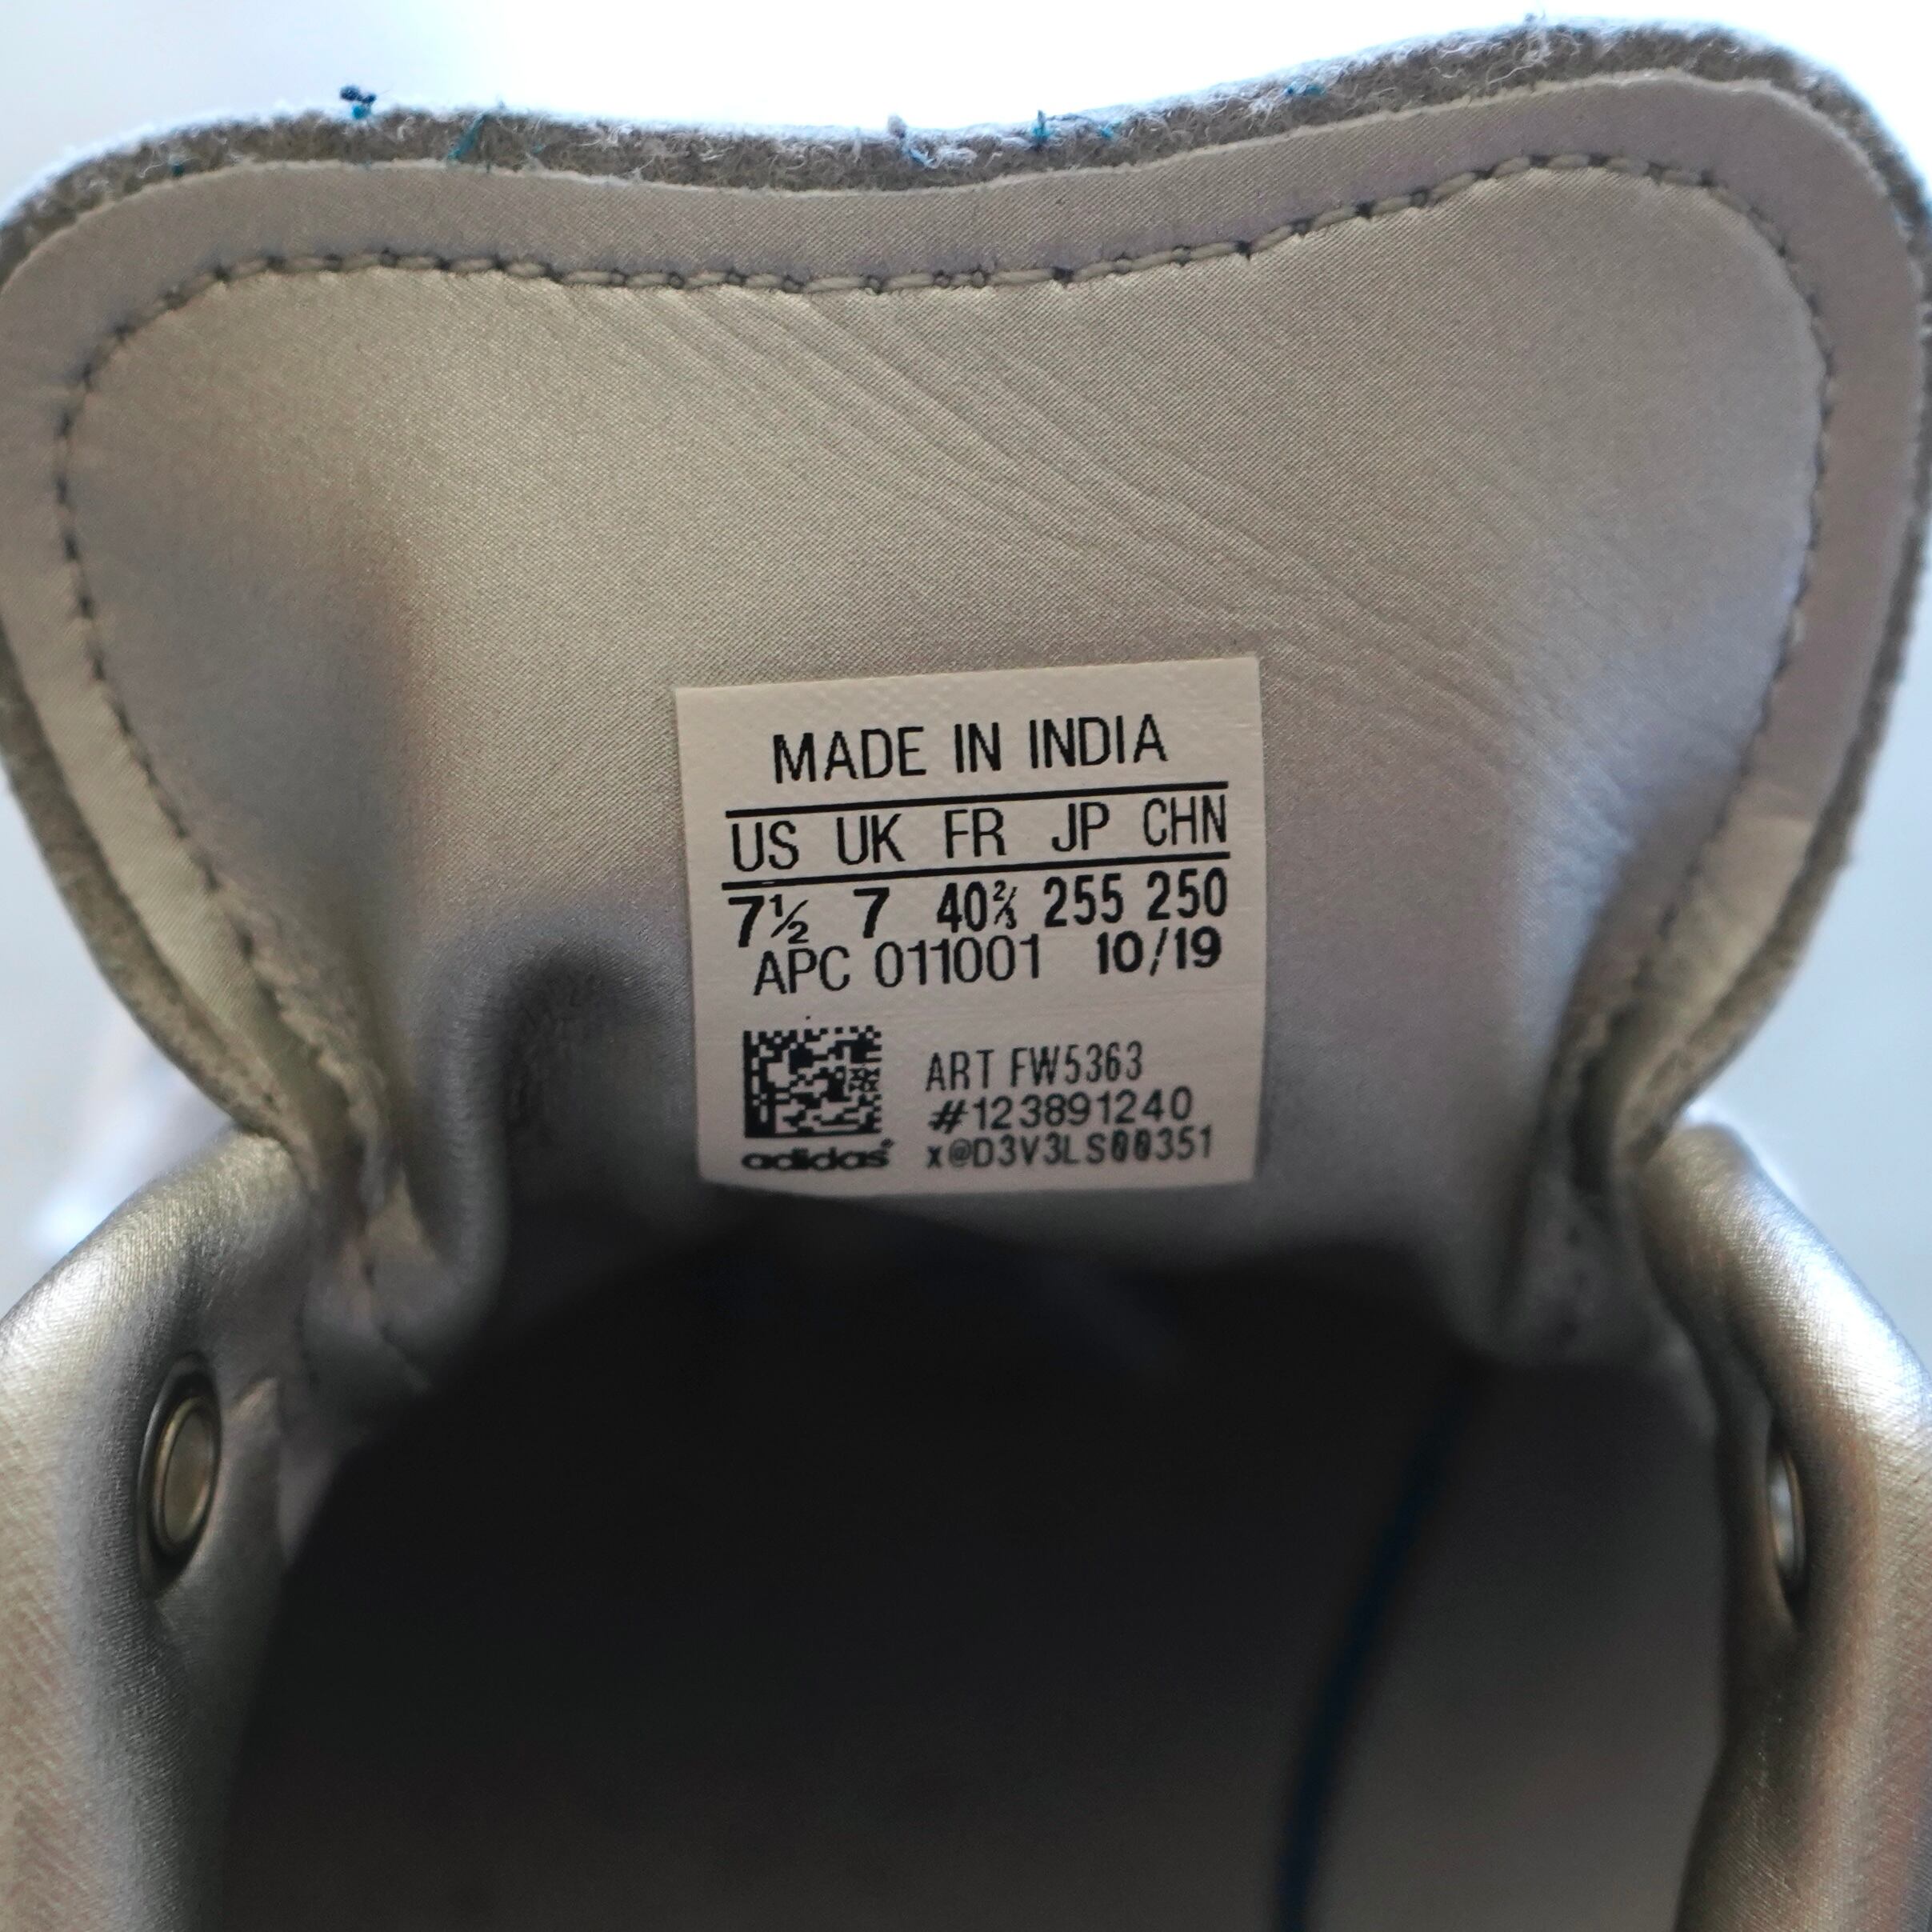 MADE IN INDIA
US UK FR JP CHN
7½ 7 40⅔ 255 250
APC 011001 10/19
ART FW5363
#123891240
adidas® x@D3V3LS00351